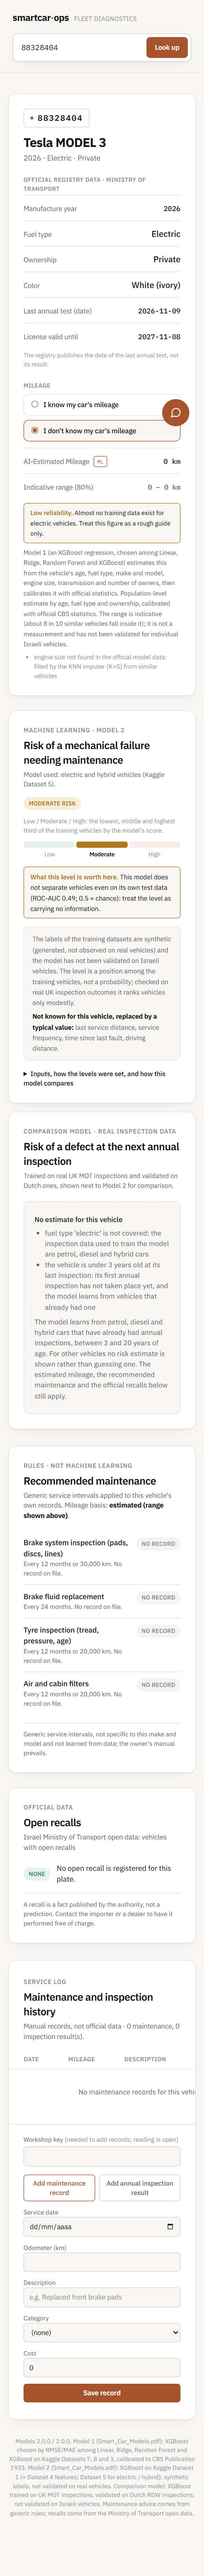 smartcar·ops FLEET DIAGNOSTICS
88328404
Look up
88328404
Tesla MODEL 3
2026 · Electric · Private
OFFICIAL REGISTRY DATA · MINISTRY OF
TRANSPORT
Manufacture year 2026
Fuel type Electric
Ownership Private
Color White (ivory)
Last annual test (date) 2026-11-09
License valid until 2027-11-08
The registry publishes the date of the last annual test, not
its result.
MILEAGE
I know my car's mileage
I don't know my car's mileage
AI-Estimated Mileage ML 0 km
Indicative range (80%) 0 – 0 km
Low reliability. Almost no training data exist for
electric vehicles. Treat this figure as a rough guide
only.
Model 1 (an XGBoost regression, chosen among Linear,
Ridge, Random Forest and XGBoost) estimates this
from the vehicle's age, fuel type, make and model,
engine size, transmission and number of owners, then
calibrates it with official statistics. Population-level
estimate by age, fuel type and ownership, calibrated
with official CBS statistics. The range is indicative
(about 8 in 10 similar vehicles fall inside it); it is not a
measurement and has not been validated for individual
Israeli vehicles.
• engine size not found in the official model data:
filled by the KNN imputer (K=5) from similar
vehicles
MACHINE LEARNING · MODEL 2
Risk of a mechanical failure
needing maintenance
Model used: electric and hybrid vehicles (Kaggle
Dataset 5).
MODERATE RISK
Low / Moderate / High: the lowest, middle and highest
third of the training vehicles by the model's score.
Low Moderate High
What this level is worth here. This model does
not separate vehicles even on its own test data
(ROC-AUC 0.49; 0.5 = chance): treat the level as
carrying no information.
The labels of the training datasets are synthetic
(generated, not observed on real vehicles) and
the model has not been validated on Israeli
vehicles. The level is a position among the
training vehicles, not a probability; checked on
real UK inspection outcomes it ranks vehicles
only modestly.
Not known for this vehicle, replaced by a
typical value: last service distance, service
frequency, time since last fault, driving
distance.
▸ Inputs, how the levels were set, and how this
model compares
COMPARISON MODEL · REAL INSPECTION DATA
Risk of a defect at the next annual
inspection
Trained on real UK MOT inspections and validated on
Dutch ones, shown next to Model 2 for comparison.
No estimate for this vehicle
• fuel type 'electric' is not covered: the
inspection data used to train the model
are petrol, diesel and hybrid cars
• the vehicle is under 3 years old at its
last inspection: its first annual
inspection has not taken place yet, and
the model learns from vehicles that
already had one
The model learns from petrol, diesel and
hybrid cars that have already had annual
inspections, between 3 and 20 years of
age. For other vehicles no risk estimate is
shown rather than guessing one. The
estimated mileage, the recommended
maintenance and the official recalls below
still apply.
RULES · NOT MACHINE LEARNING
Recommended maintenance
Generic service intervals applied to this vehicle's
own records. Mileage basis: estimated (range
shown above).
Brake system inspection (pads,
discs, lines) NO RECORD
Every 12 months or 30,000 km. No
record on file.
Brake fluid replacement NO RECORD
Every 24 months. No record on file.
Tyre inspection (tread,
pressure, age) NO RECORD
Every 12 months or 20,000 km. No
record on file.
Air and cabin filters NO RECORD
Every 12 months or 20,000 km. No
record on file.
Generic service intervals, not specific to this make and
model and not learned from data; the owner's manual
prevails.
OFFICIAL DATA
Open recalls
Israel Ministry of Transport open data: vehicles
with open recalls
NONE No open recall is registered for this
plate.
A recall is a fact published by the authority, not a
prediction. Contact the importer or a dealer to have it
performed free of charge.
SERVICE LOG
Maintenance and inspection
history
Manual records, not official data · 0 maintenance, 0
inspection result(s).
DATE MILEAGE DESCRIPTION
No maintenance records for this vehi
Workshop key (needed to add records; reading is open)
Add maintenance
record
Add annual inspection
result
Service date
dd/mm/aaaa
Odometer (km)
Description
e.g. Replaced front brake pads
Category
(none)
Cost
0
Save record
Models 2.0.0 / 2.0.0. Model 1 (Smart_Car_Models.pdf): XGBoost
chosen by RMSE/MAE among Linear, Ridge, Random Forest and
XGBoost on Kaggle Datasets 7, 8 and 3, calibrated to CBS Publication
1923. Model 2 (Smart_Car_Models.pdf): XGBoost on Kaggle Dataset
1 (+ Dataset 4 features; Dataset 5 for electric / hybrid); synthetic
labels, not validated on real vehicles. Comparison model: XGBoost
trained on UK MOT inspections, validated on Dutch RDW inspections;
not validated on Israeli vehicles. Maintenance advice comes from
generic rules; recalls come from the Ministry of Transport open data.